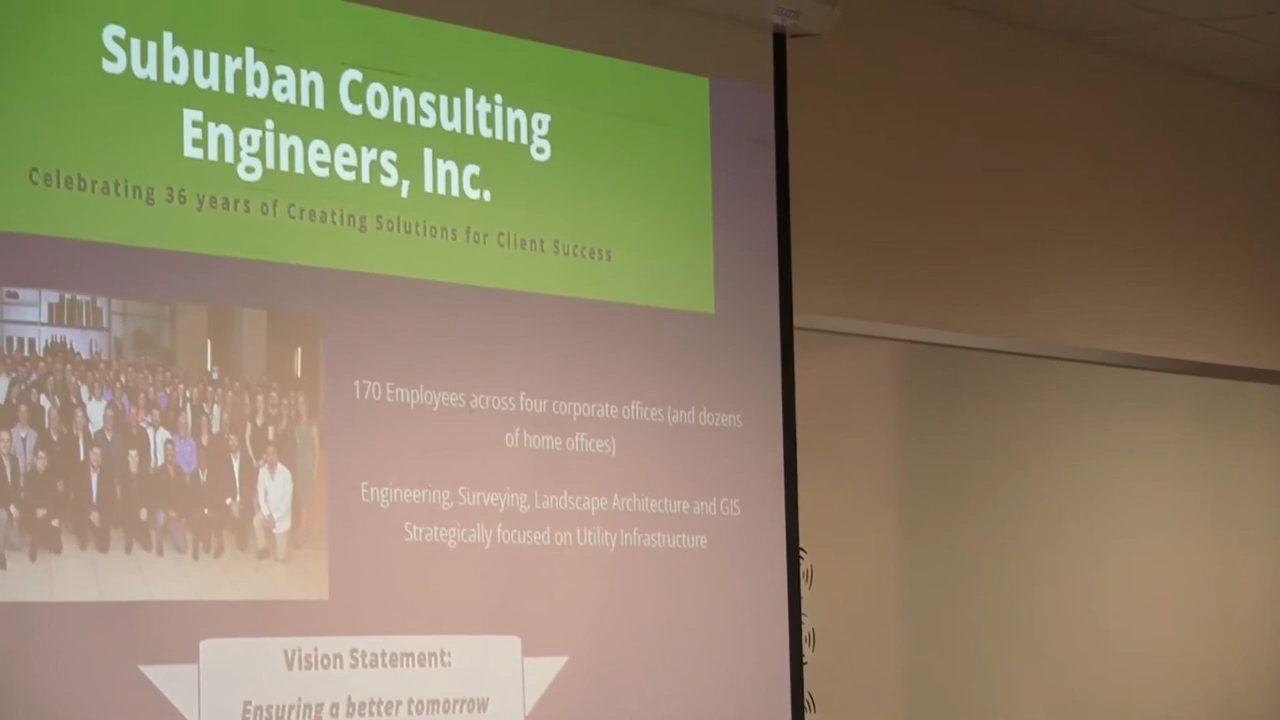 Suburban Consulting
Engineers, Inc.
Celebrating 36 years of Creating Solutions for Client Success
170 Employees across four corporate offices (and dozens
of home offices)
Engineering, Surveying, Landscape Architecture and GIS
Strategically focused on Utility Infrastructure
Vision Statement:
Ensuring a better tomorrow